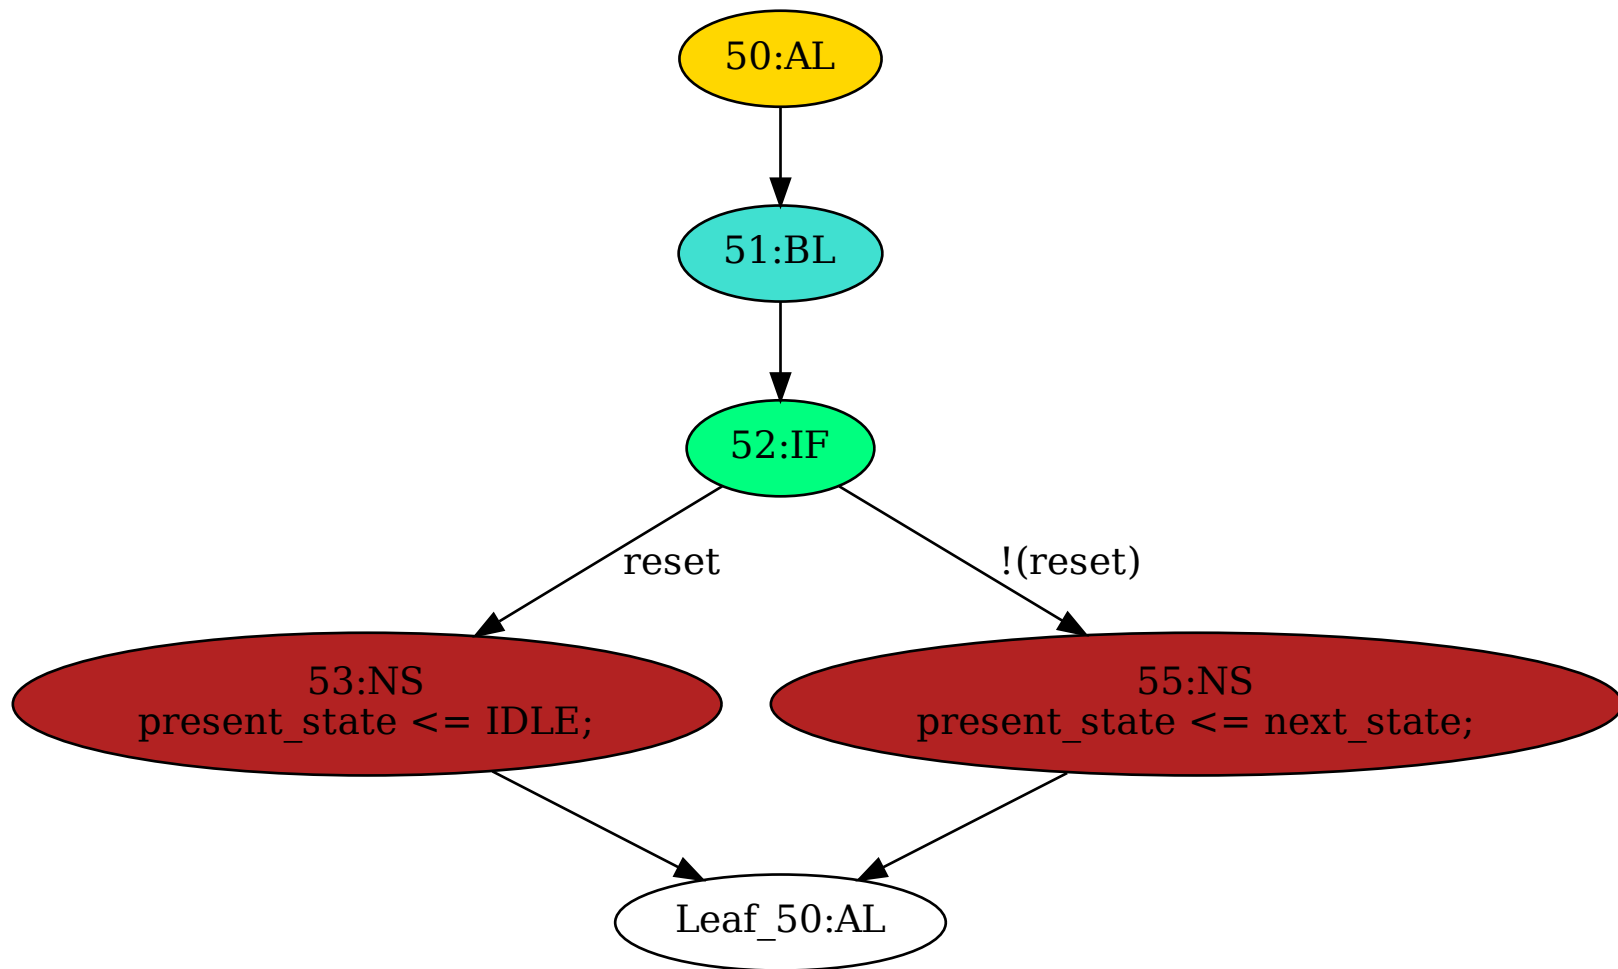 50:AL
51:BL
52:IF
reset
!(reset)
53:NS
present_state <= IDLE;
55:NS
present_state <= next_state;
Leaf_50:AL